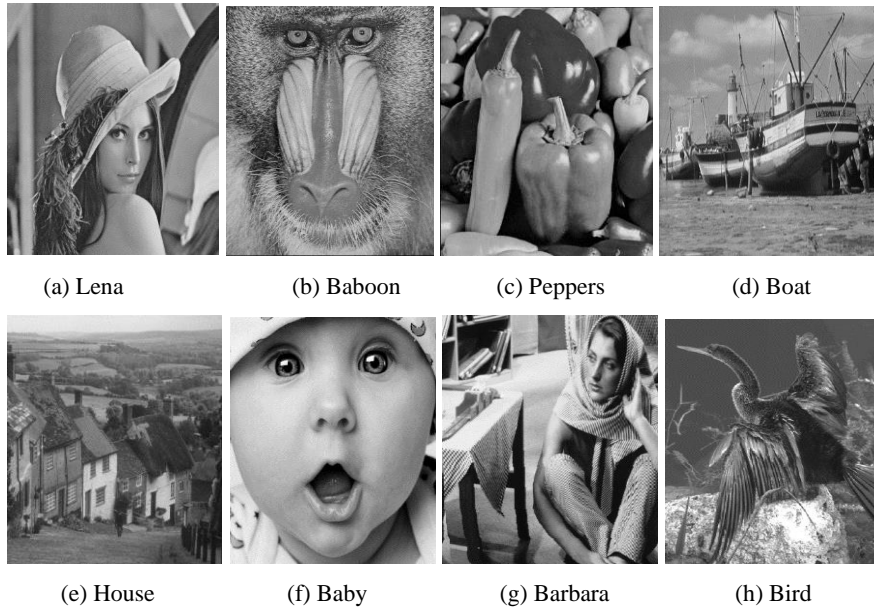 (a) Lena
(b) Baboon
(c) Peppers
(d) Boat
(e) House
(f) Baby
(g) Barbara
(h) Bird